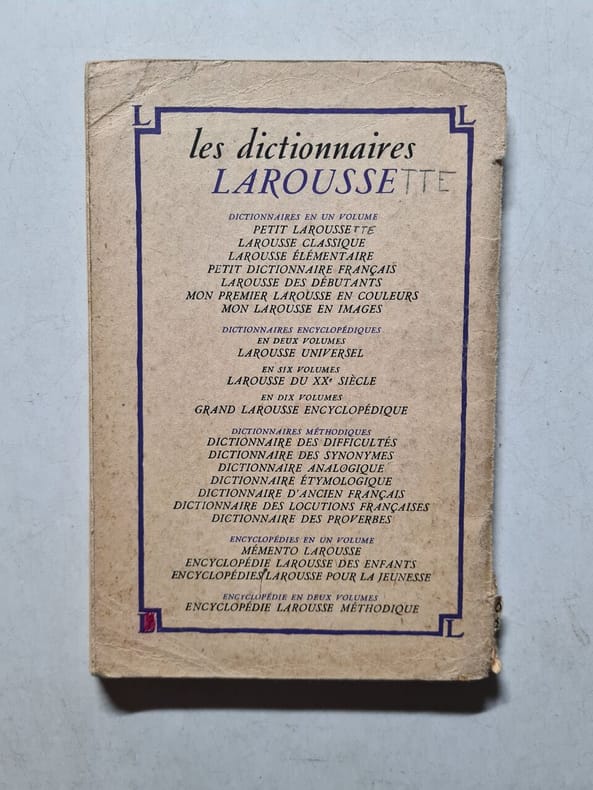 L L
les dictionnaires
LAROUSSETTE
DICTIONNAIRES EN UN VOLUME
PETIT LAROUSSETTE
LAROUSSE CLASSIQUE
LAROUSSE ÉLÉMENTAIRE
PETIT DICTIONNAIRE FRANÇAIS
LAROUSSE DES DÉBUTANTS
MON PREMIER LAROUSSE EN COULEURS
MON LAROUSSE EN IMAGES
DICTIONNAIRES ENCYCLOPÉDIQUES
EN DEUX VOLUMES
LAROUSSE UNIVERSEL
EN SIX VOLUMES
LAROUSSE DU XXe SIÈCLE
EN DIX VOLUMES
GRAND LAROUSSE ENCYCLOPÉDIQUE
DICTIONNAIRES MÉTHODIQUES
DICTIONNAIRE DES DIFFICULTÉS
DICTIONNAIRE DES SYNONYMES
DICTIONNAIRE ANALOGIQUE
DICTIONNAIRE ÉTYMOLOGIQUE
DICTIONNAIRE D'ANCIEN FRANÇAIS
DICTIONNAIRE DES LOCUTIONS FRANÇAISES
DICTIONNAIRE DES PROVERBES
ENCYCLOPÉDIES EN UN VOLUME
MÉMENTO LAROUSSE
ENCYCLOPÉDIE LAROUSSE DES ENFANTS
ENCYCLOPÉDIES LAROUSSE POUR LA JEUNESSE
ENCYCLOPÉDIE EN DEUX VOLUMES
ENCYCLOPÉDIE LAROUSSE MÉTHODIQUE
L L